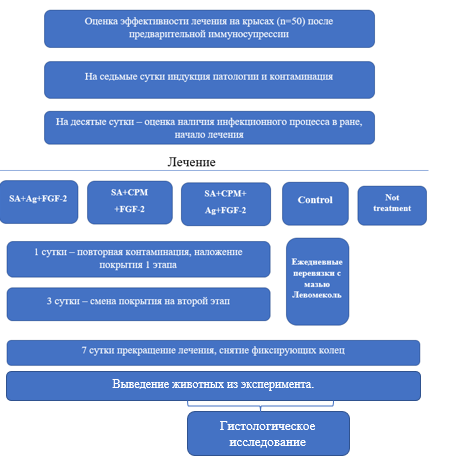 Оценка эффективности лечения на крысах (n=50) после
предварительной иммуносупрессии
На седьмые сутки индукция патологии и контаминация
На десятые сутки – оценка наличия инфекционного процесса в ране,
начало лечения
Лечение
SA+Ag+FGF-2
SA+CPM
+FGF-2
SA+CPM+
Ag+FGF-2
Control
Not
treatment
1 сутки – повторная контаминация, наложение
покрытия 1 этапа
3 сутки – смена покрытия на второй этап
Ежедневные
перевязки с
мазью
Левомеколь
7 сутки прекращение лечения, снятие фиксирующих колец
Выведение животных из эксперимента.
Гистологическое
исследование